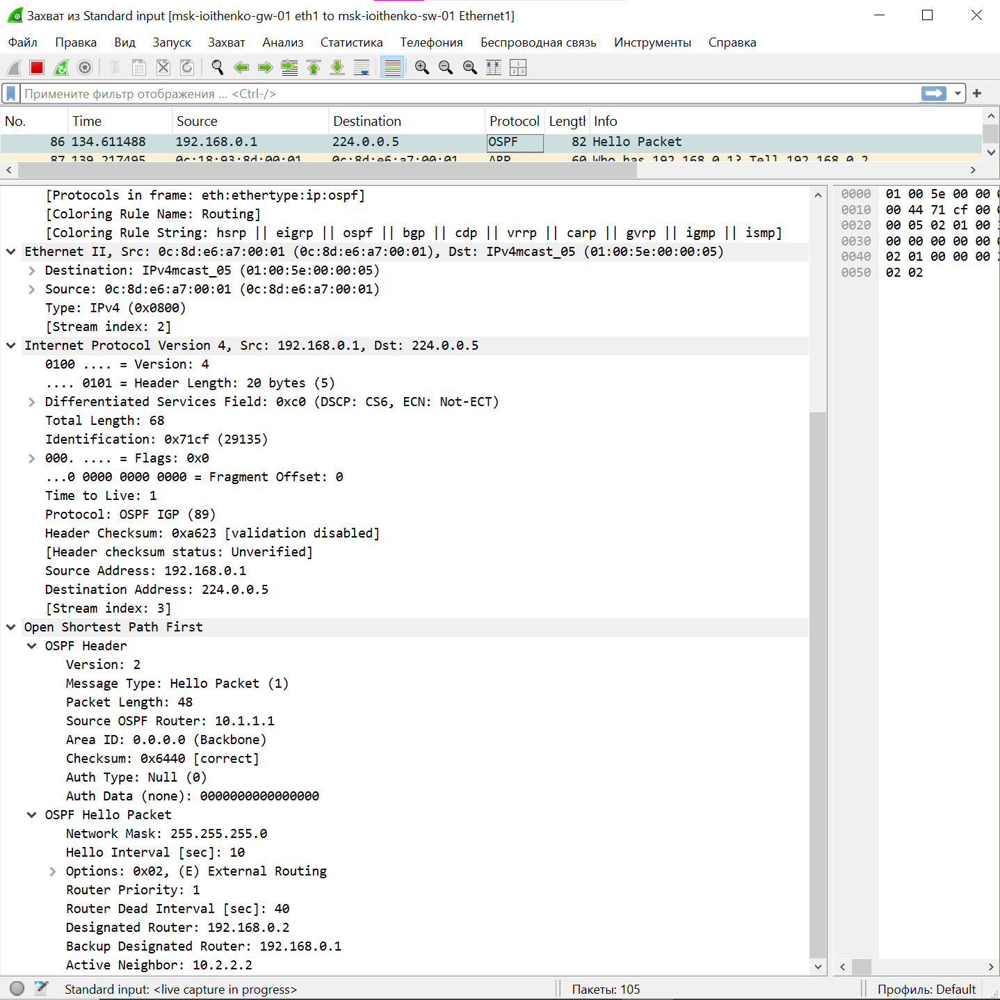 Захват из Standard input [msk-ioithenko-gw-01 eth1 to msk-ioithenko-sw-01 Ethernet1]
Файл Правка Вид Запуск Захват Анализ Статистика Телефония Беспроводная связь Инструменты Справка
Примените фильтр отображения ... <Ctrl-/>
No. Time Source Destination Protocol Lengt Info
86 134.611488 192.168.0.1 224.0.0.5 OSPF 82 Hello Packet
87 139.217495 0c:18:93:8d:00:01 0c:8d:e6:a7:00:01 ARP 60 Who has 192.168.0.1? Tell 192.168.0.2
[Protocols in frame: eth:ethertype:ip:ospf]
[Coloring Rule Name: Routing]
[Coloring Rule String: hsrp || eigrp || ospf || bgp || cdp || vrrp || carp || gvrp || igmp || ismp]
Ethernet II, Src: 0c:8d:e6:a7:00:01 (0c:8d:e6:a7:00:01), Dst: IPv4mcast_05 (01:00:5e:00:00:05)
Destination: IPv4mcast_05 (01:00:5e:00:00:05)
Source: 0c:8d:e6:a7:00:01 (0c:8d:e6:a7:00:01)
Type: IPv4 (0x0800)
[Stream index: 2]
Internet Protocol Version 4, Src: 192.168.0.1, Dst: 224.0.0.5
0100 .... = Version: 4
.... 0101 = Header Length: 20 bytes (5)
Differentiated Services Field: 0xc0 (DSCP: CS6, ECN: Not-ECT)
Total Length: 68
Identification: 0x71cf (29135)
000. .... = Flags: 0x0
...0 0000 0000 0000 = Fragment Offset: 0
Time to Live: 1
Protocol: OSPF IGP (89)
Header Checksum: 0xa623 [validation disabled]
[Header checksum status: Unverified]
Source Address: 192.168.0.1
Destination Address: 224.0.0.5
[Stream index: 3]
Open Shortest Path First
OSPF Header
Version: 2
Message Type: Hello Packet (1)
Packet Length: 48
Source OSPF Router: 10.1.1.1
Area ID: 0.0.0.0 (Backbone)
Checksum: 0x6440 [correct]
Auth Type: Null (0)
Auth Data (none): 0000000000000000
OSPF Hello Packet
Network Mask: 255.255.255.0
Hello Interval [sec]: 10
Options: 0x02, (E) External Routing
Router Priority: 1
Router Dead Interval [sec]: 40
Designated Router: 192.168.0.2
Backup Designated Router: 192.168.0.1
Active Neighbor: 10.2.2.2
0000 01 00 5e 00 00
0010 00 44 71 cf 00
0020 00 05 02 01 00
0030 00 00 00 00 00
0040 02 01 00 00 00
0050 02 02
Standard input: <live capture in progress> Пакеты: 105 Профиль: Default